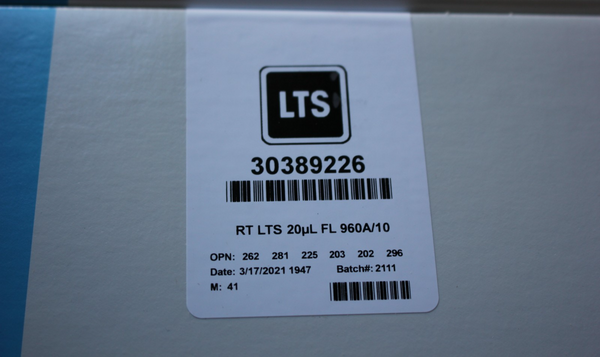 LTS
30389226
RT LTS 20µL FL 960A/10
OPN: 262 281 225 203 202 296
Date: 3/17/2021 1947 Batch#: 2111
M: 41